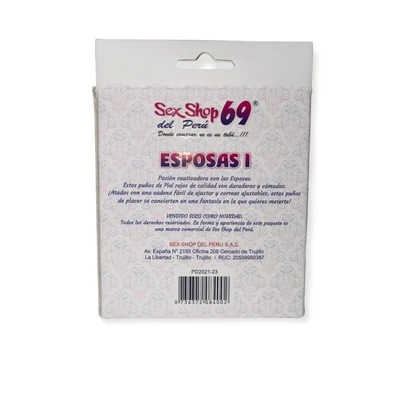 Sex Shop 69®
del Perú
Donde comprar no es un tabú...!!!
ESPOSAS I
Pasión cautivadora con las Esposas.
Estos puños de Piel rojos de calidad son duraderos y cómodos.
¡Atados con una cadena fácil de ajustar y correas ajustables, estos puños
de placer se convierten en una fantasía en la que quieres meterte!
VENDIDO SOLO COMO NOVEDAD.
Todos los derechos reservados. La forma y apariencia de este paquete es
una marca comercial de Sex Shop del Perú.
SEX SHOP DEL PERU S.A.C.
Av. España N° 2155 Oficina 208 Cercado de Trujillo
La Libertad - Trujillo - Trujillo / RUC: 20539980387
PD2021-23
0 736372 084002